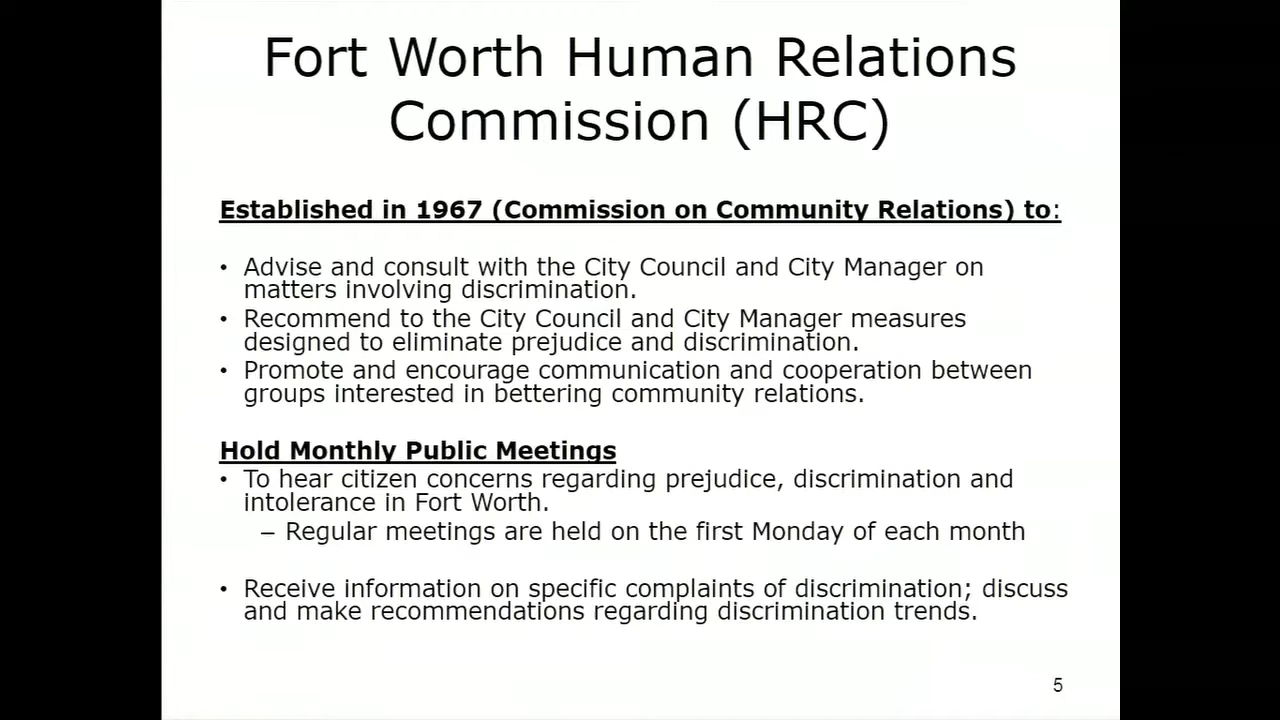 Fort Worth Human Relations
Commission (HRC)
Established in 1967 (Commission on Community Relations) to:
• Advise and consult with the City Council and City Manager on
matters involving discrimination.
• Recommend to the City Council and City Manager measures
designed to eliminate prejudice and discrimination.
• Promote and encourage communication and cooperation between
groups interested in bettering community relations.
Hold Monthly Public Meetings
• To hear citizen concerns regarding prejudice, discrimination and
intolerance in Fort Worth.
– Regular meetings are held on the first Monday of each month
• Receive information on specific complaints of discrimination; discuss
and make recommendations regarding discrimination trends.
5